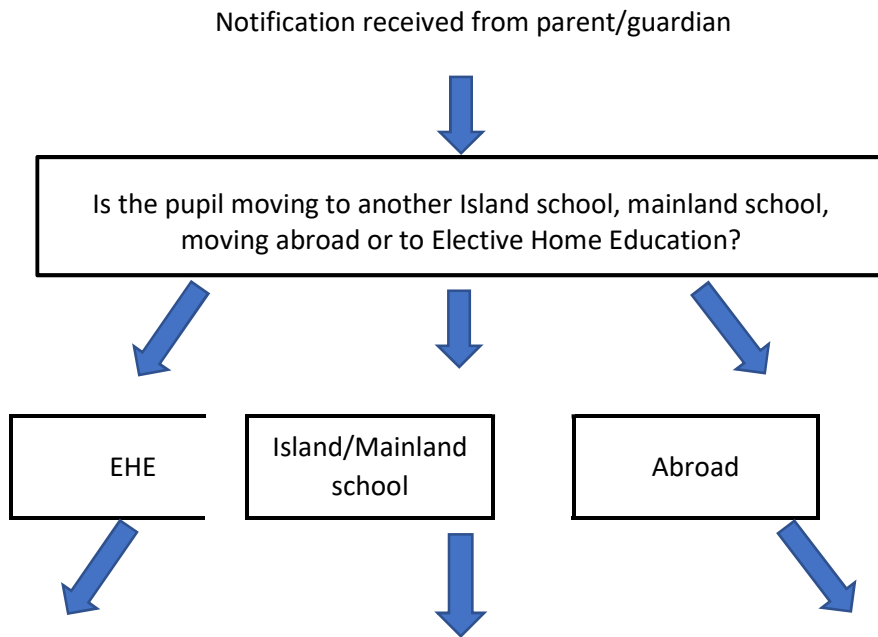 Notification received from parent/guardian
Is the pupil moving to another Island school, mainland school,
moving abroad or to Elective Home Education?
EHE
Island/Mainland
school
Abroad